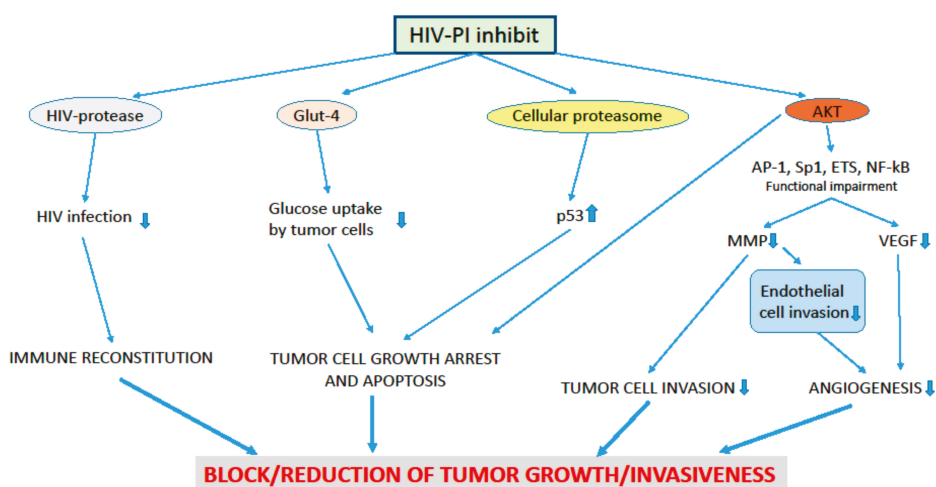 HIV-PI inhibit
HIV-protease
Glut-4
Cellular proteasome
AKT
AP-1, Sp1, ETS, NF-kB
Functional impairment
HIV infection
Glucose uptake
by tumor cells
p53
MMP
VEGF
Endothelial
cell invasion
IMMUNE RECONSTITUTION
TUMOR CELL GROWTH ARREST
AND APOPTOSIS
TUMOR CELL INVASION
ANGIOGENESIS
BLOCK/REDUCTION OF TUMOR GROWTH/INVASIVENESS